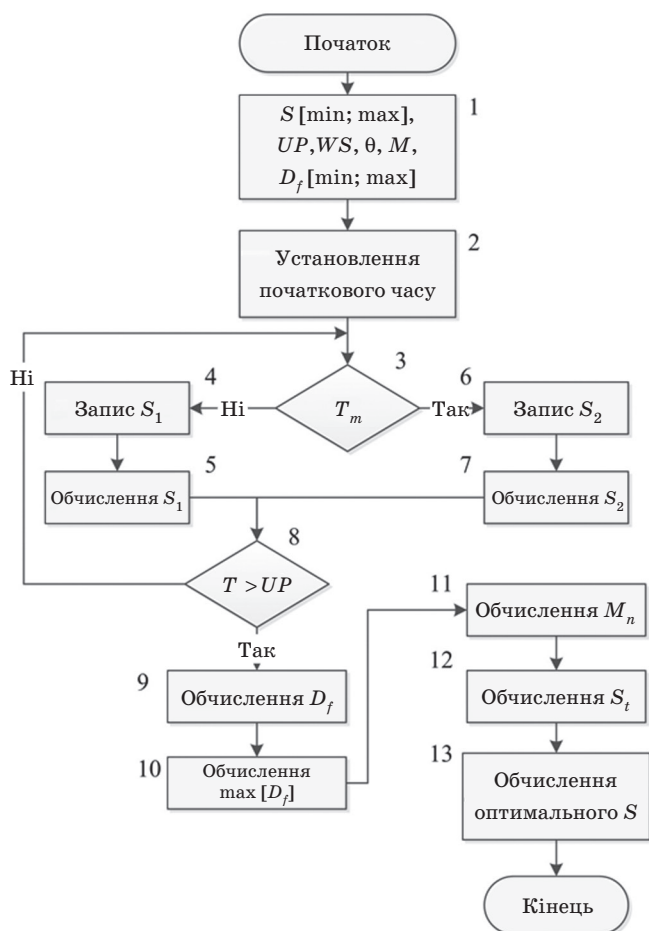 Початок
1
S [min; max],
UP, WS, θ, M,
D_f [min; max]
2
Установлення
початкового часу
3
T_m
Ні
Так
4
Запис S_1
5
Обчислення S_1
6
Запис S_2
7
Обчислення S_2
8
T > UP
Ні
Так
9
Обчислення D_f
10
Обчислення
max [D_f]
11
Обчислення M_n
12
Обчислення S_t
13
Обчислення
оптимального S
Кінець